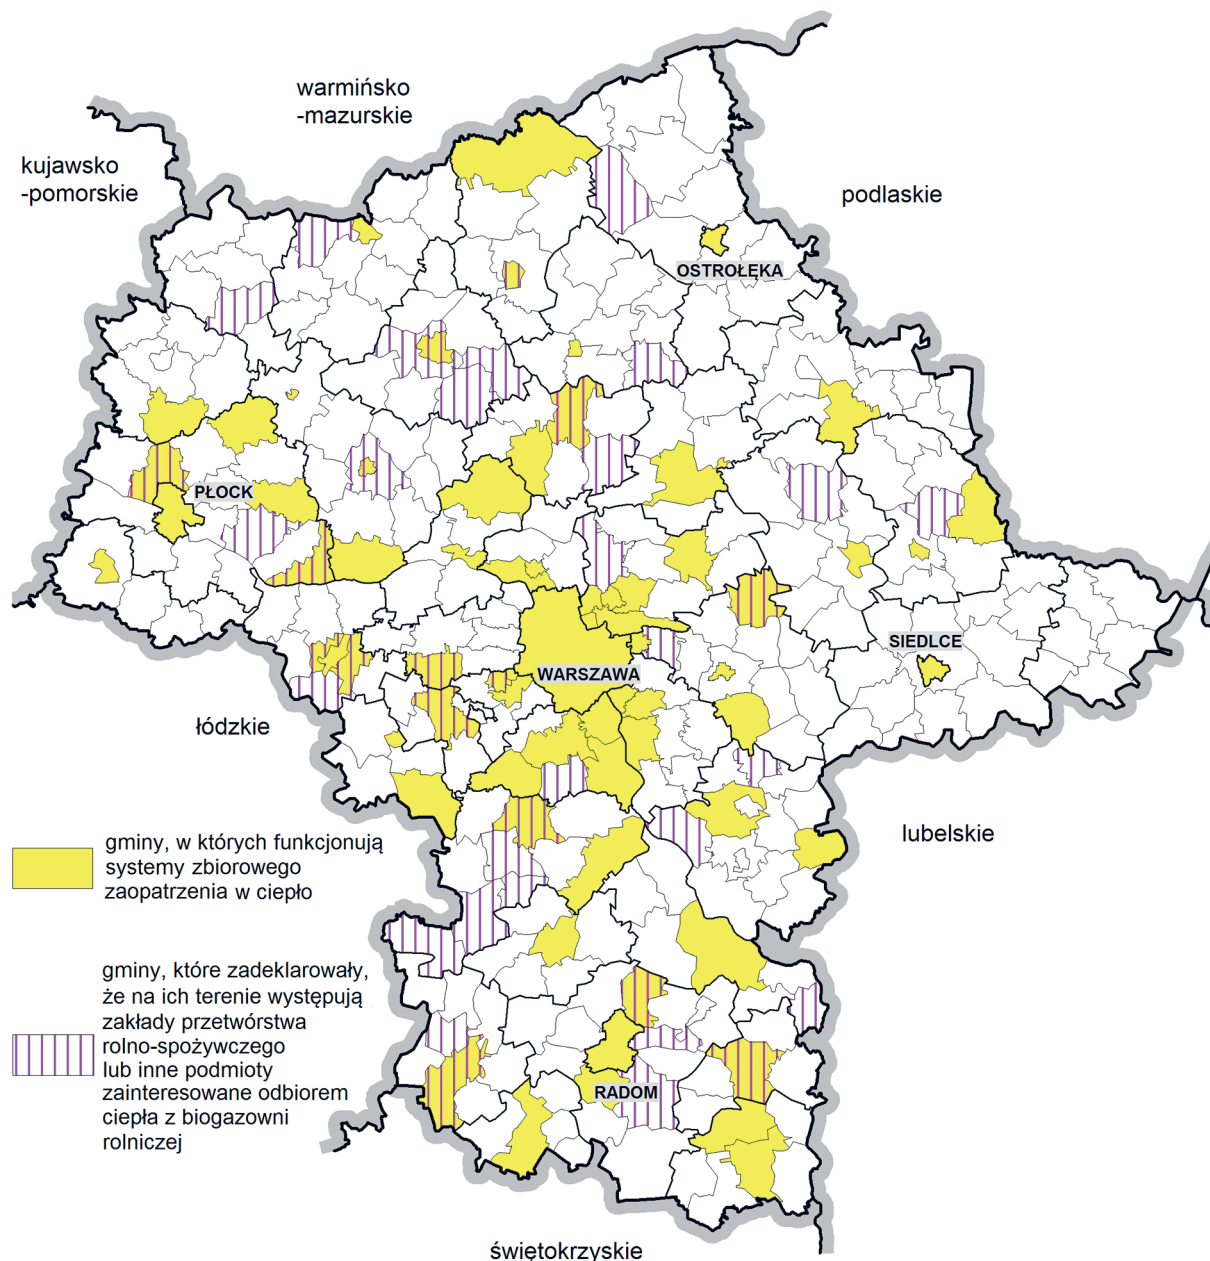 warmińsko
-mazurskie
kujawsko
-pomorskie
podlaskie
OSTROŁĘKA
PŁOCK
SIEDLCE
WARSZAWA
łódzkie
lubelskie
gminy, w których funkcjonują
systemy zbiorowego
zaopatrzenia w ciepło
gminy, które zadeklarowały,
że na ich terenie występują
zakłady przetwórstwa
rolno-spożywczego
lub inne podmioty
zainteresowane odbiorem
ciepła z biogazowni
rolniczej
RADOM
świętokrzyskie